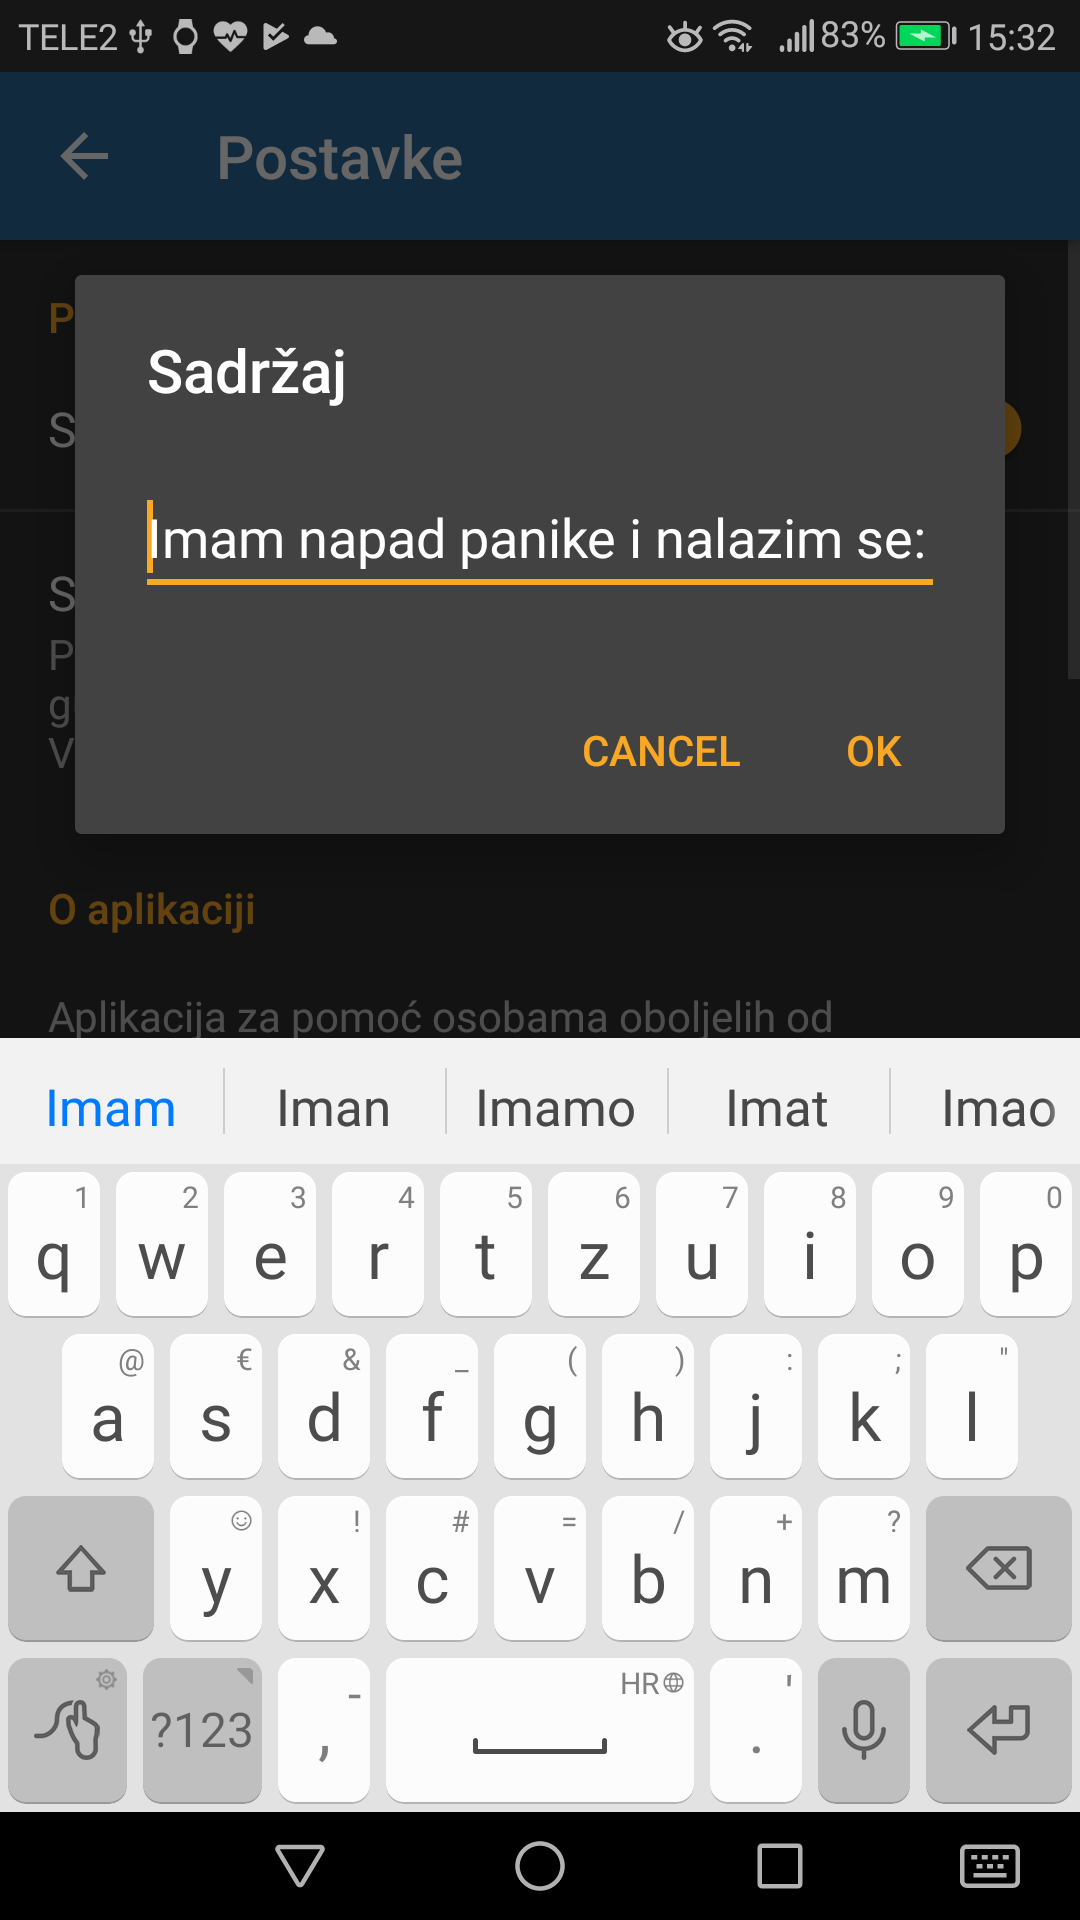 TELE2 83% 15:32
Postavke
P
Sadržaj
S
Imam napad panike i nalazim se:
S
P
g
V
CANCEL OK
O aplikaciji
Aplikacija za pomoć osobama oboljelih od
Imam Iman Imamo Imat Imao
1 2 3 4 5 6 7 8 9 0
q w e r t z u i o p
@ € & _ ( ) : ; "
a s d f g h j k l
! # = / + ?
y x c v b n m
- HR '
?123 , .